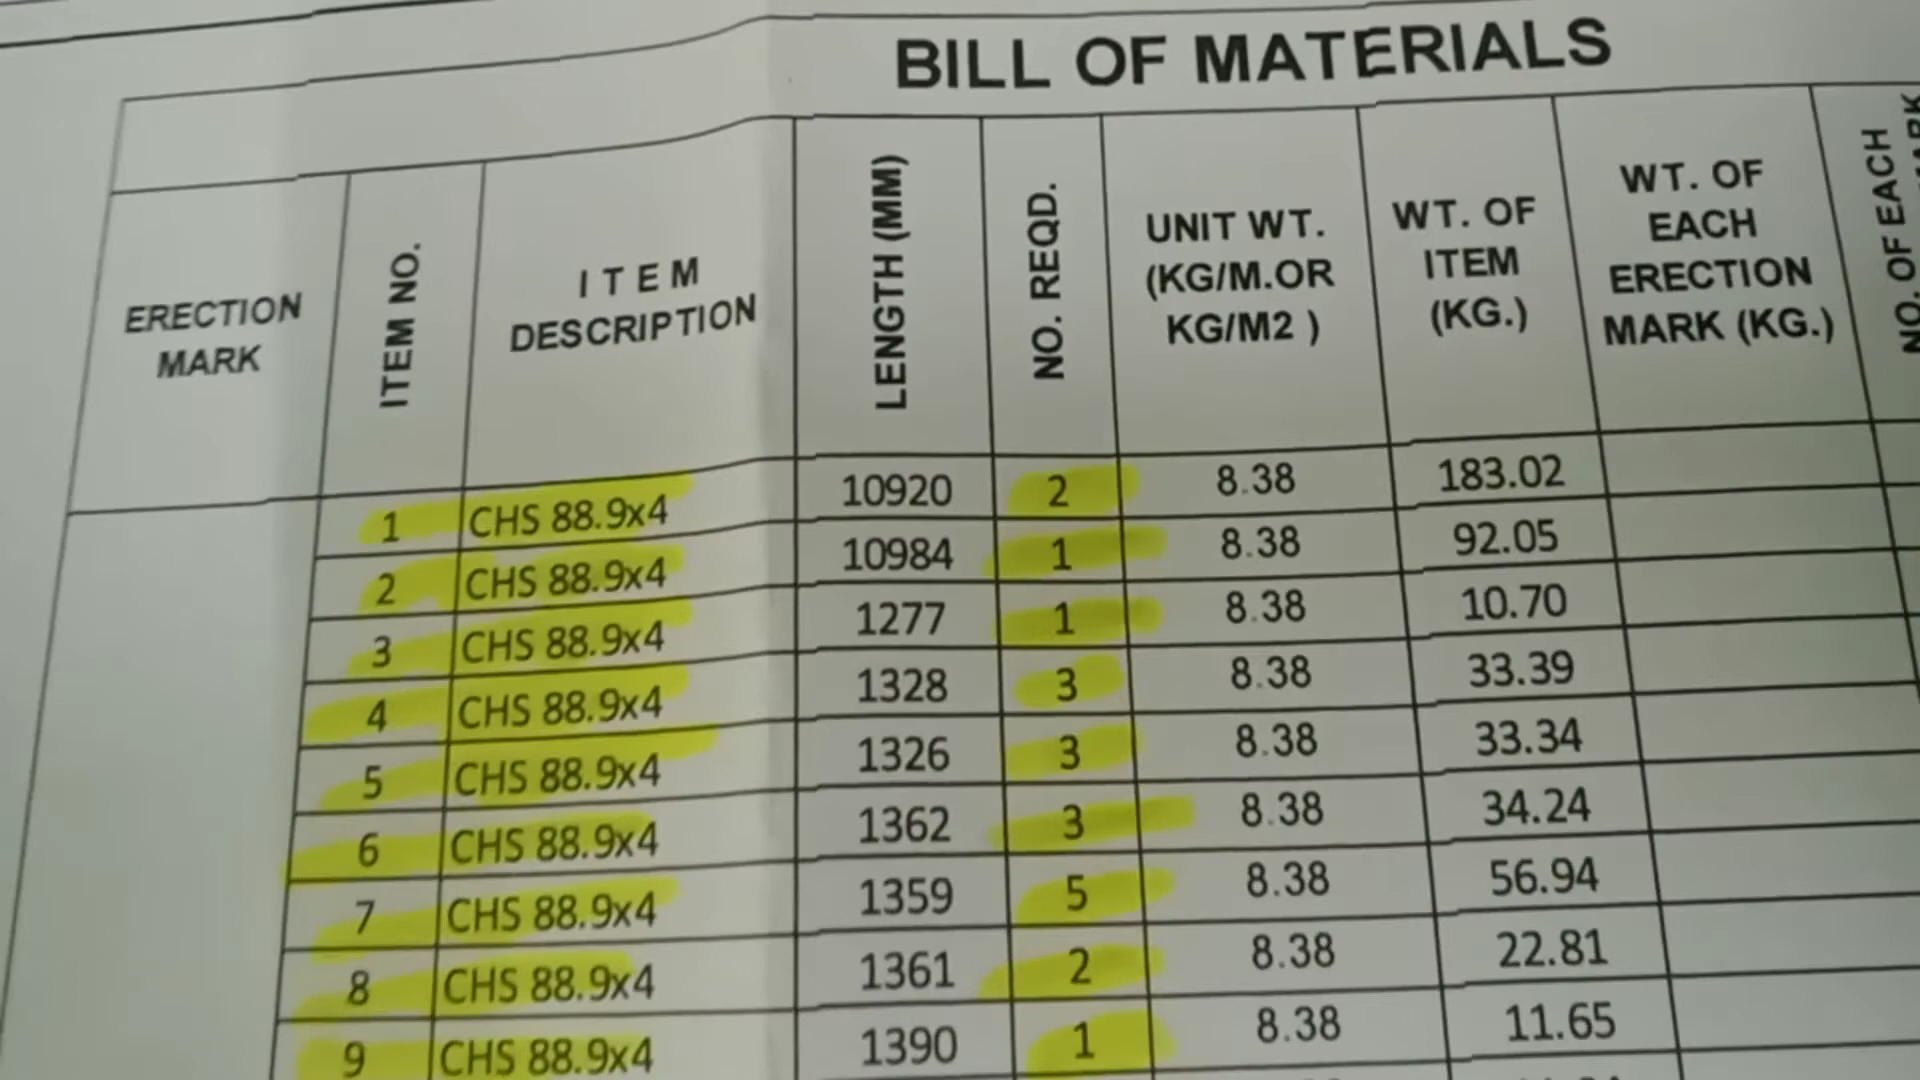 BILL OF MATERIALS
ERECTION MARK
ITEM NO.
ITEM DESCRIPTION
LENGTH (MM)
NO. REQD.
UNIT WT. (KG/M.OR KG/M2 )
WT. OF ITEM (KG.)
WT. OF EACH ERECTION MARK (KG.)
NO. OF EACH
1 CHS 88.9x4 10920 2 8.38 183.02
2 CHS 88.9x4 10984 1 8.38 92.05
3 CHS 88.9x4 1277 1 8.38 10.70
4 CHS 88.9x4 1328 3 8.38 33.39
5 CHS 88.9x4 1326 3 8.38 33.34
6 CHS 88.9x4 1362 3 8.38 34.24
7 CHS 88.9x4 1359 5 8.38 56.94
8 CHS 88.9x4 1361 2 8.38 22.81
9 CHS 88.9x4 1390 1 8.38 11.65